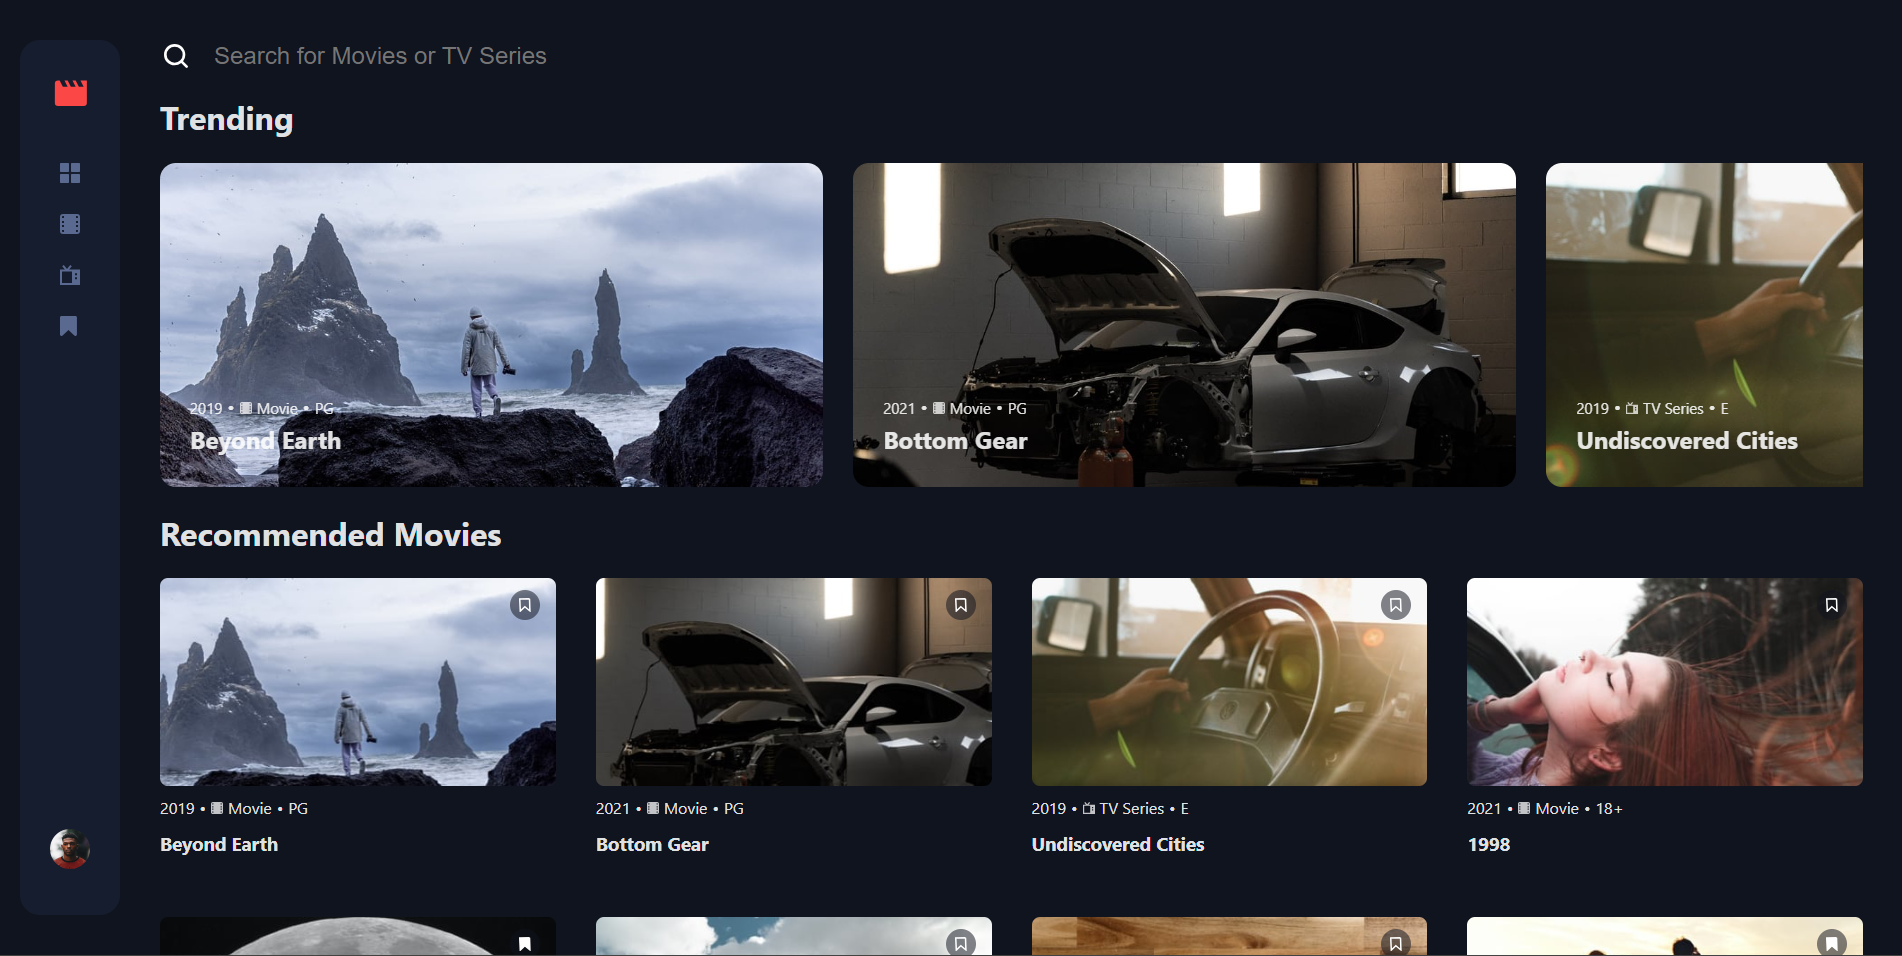 Search for Movies or TV Series
Trending
2019 • Movie • PG
Beyond Earth
2021 • Movie • PG
Bottom Gear
2019 • TV Series • E
Undiscovered Cities
Recommended Movies
2019 • Movie • PG
Beyond Earth
2021 • Movie • PG
Bottom Gear
2019 • TV Series • E
Undiscovered Cities
2021 • Movie • 18+
1998